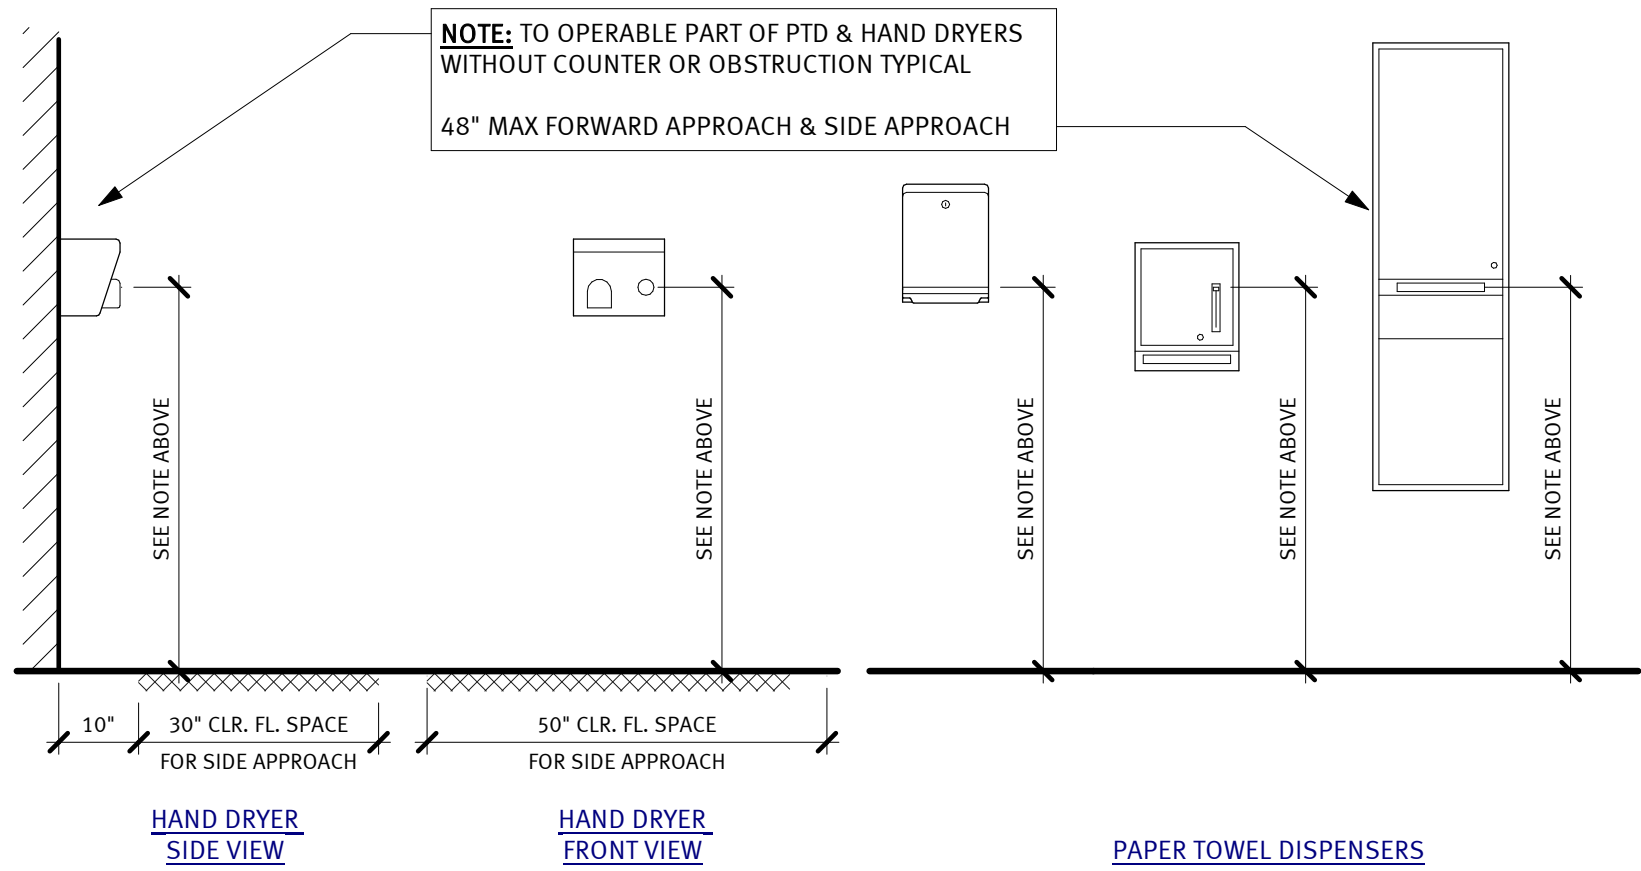 NOTE: TO OPERABLE PART OF PTD & HAND DRYERS
WITHOUT COUNTER OR OBSTRUCTION TYPICAL
48" MAX FORWARD APPROACH & SIDE APPROACH
SEE NOTE ABOVE
SEE NOTE ABOVE
SEE NOTE ABOVE
SEE NOTE ABOVE
SEE NOTE ABOVE
10"
30" CLR. FL. SPACE
FOR SIDE APPROACH
50" CLR. FL. SPACE
FOR SIDE APPROACH
HAND DRYER
SIDE VIEW
HAND DRYER
FRONT VIEW
PAPER TOWEL DISPENSERS